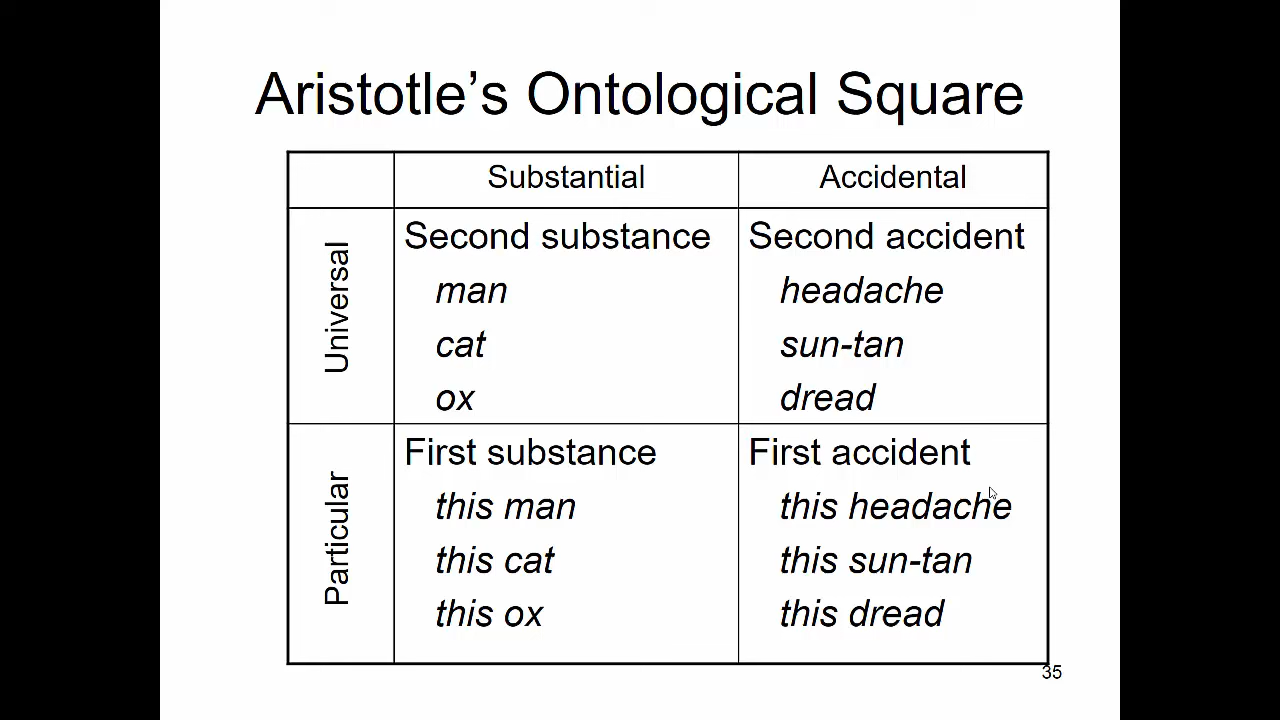 Aristotle’s Ontological Square
Substantial
Accidental
Universal
Second substance
man
cat
ox
Second accident
headache
sun-tan
dread
Particular
First substance
this man
this cat
this ox
First accident
this headache
this sun-tan
this dread
35